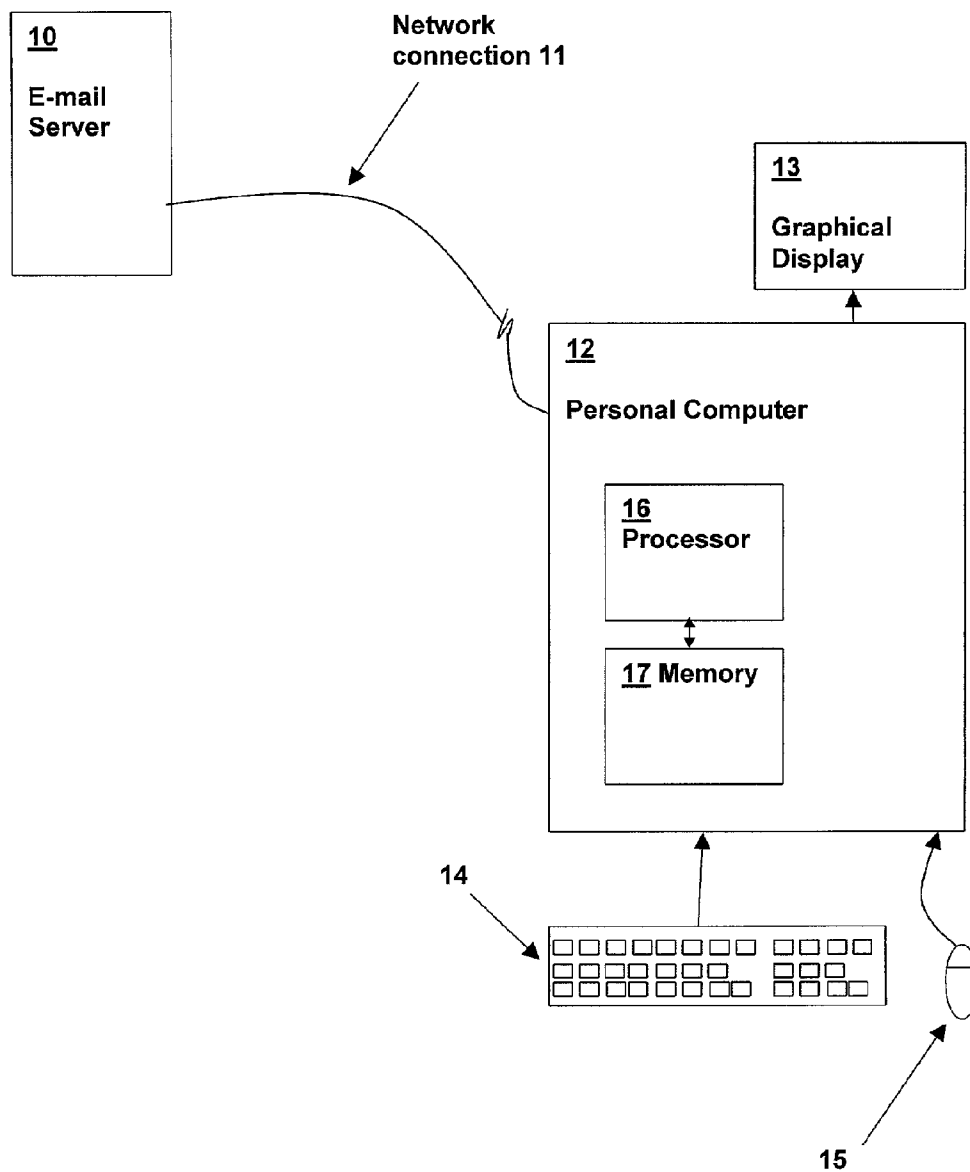 10
E-mail
Server
Network
connection 11
13
Graphical
Display
12
Personal Computer
16
Processor
17 Memory
14
15